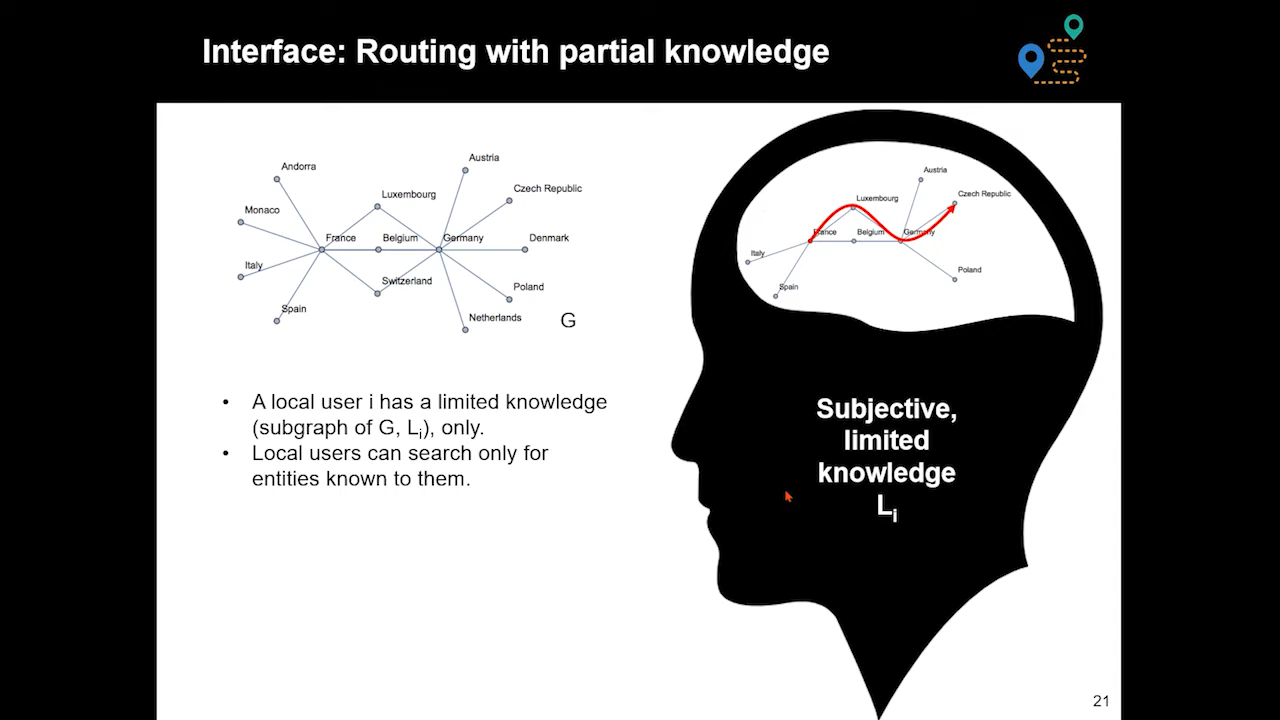 Interface: Routing with partial knowledge
Andorra
Austria
Luxembourg
Czech Republic
Monaco
France
Belgium
Germany
Denmark
Italy
Switzerland
Poland
Spain
Netherlands
G
Austria
Luxembourg
Czech Republic
France
Belgium
Germany
Italy
Poland
Spain
• A local user i has a limited knowledge
(subgraph of G, Li), only.
• Local users can search only for
entities known to them.
Subjective,
limited
knowledge
Li
21